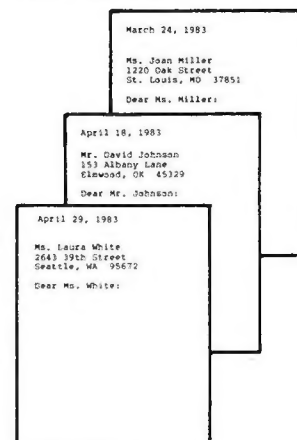 March 24, 1983
Ms. Joan Miller
1220 Oak Street
St. Louis, MO 37851
Dear Ms. Miller:
April 18, 1983
Mr. David Johnson
153 Albany Lane
Elmwood, OK 45329
Dear Mr. Johnson:
April 29, 1983
Ms. Laura White
2643 39th Street
Seattle, WA 95672
Dear Ms. White: